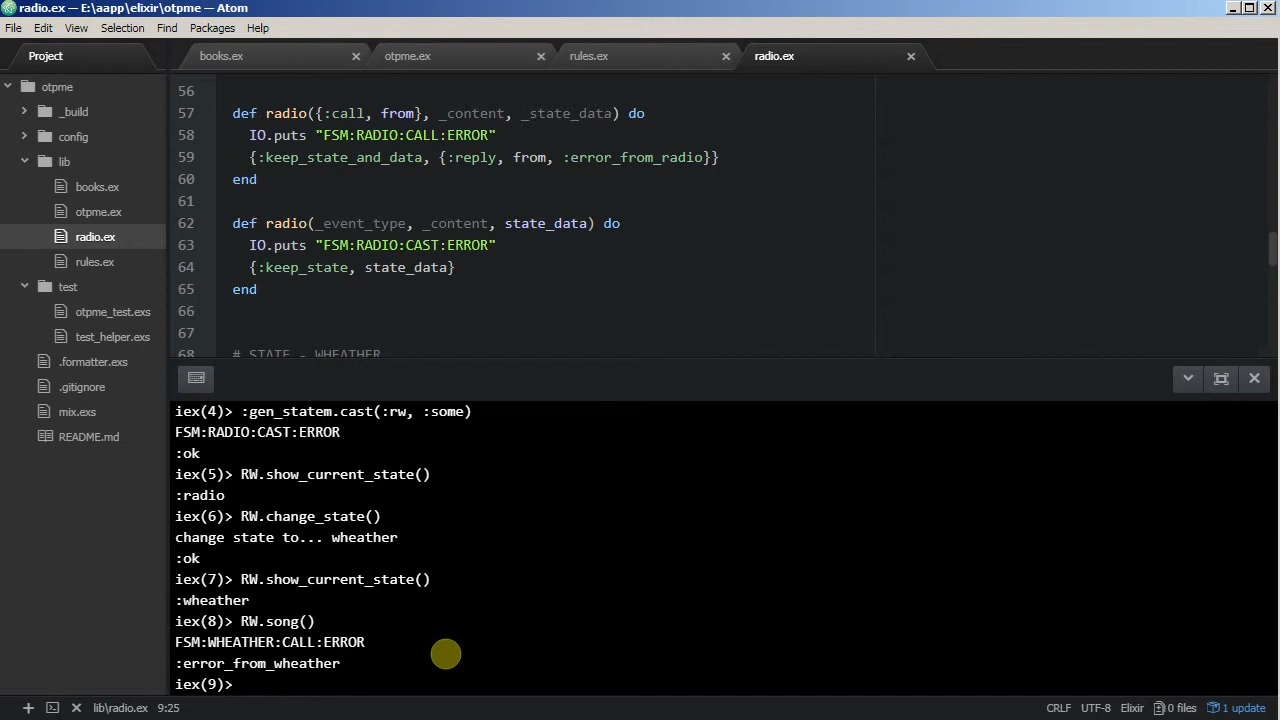 radio.ex — E:\aapp\elixir\otpme — Atom
File Edit View Selection Find Packages Help
Project
books.ex
otpme.ex
rules.ex
radio.ex
otpme
_build
config
lib
books.ex
otpme.ex
radio.ex
rules.ex
test
otpme_test.exs
test_helper.exs
.formatter.exs
.gitignore
mix.exs
README.md
56
57 def radio({:call, from}, _content, _state_data) do
58 IO.puts "FSM:RADIO:CALL:ERROR"
59 {:keep_state_and_data, {:reply, from, :error_from_radio}}
60 end
61
62 def radio(_event_type, _content, state_data) do
63 IO.puts "FSM:RADIO:CAST:ERROR"
64 {:keep_state, state_data}
65 end
66
67
68 # STATE - WHEATHER
iex(4)> :gen_statem.cast(:rw, :some)
FSM:RADIO:CAST:ERROR
:ok
iex(5)> RW.show_current_state()
:radio
iex(6)> RW.change_state()
change state to... wheather
:ok
iex(7)> RW.show_current_state()
:wheather
iex(8)> RW.song()
FSM:WHEATHER:CALL:ERROR
:error_from_wheather
iex(9)>
lib\radio.ex 9:25 CRLF UTF-8 Elixir 0 files 1 update